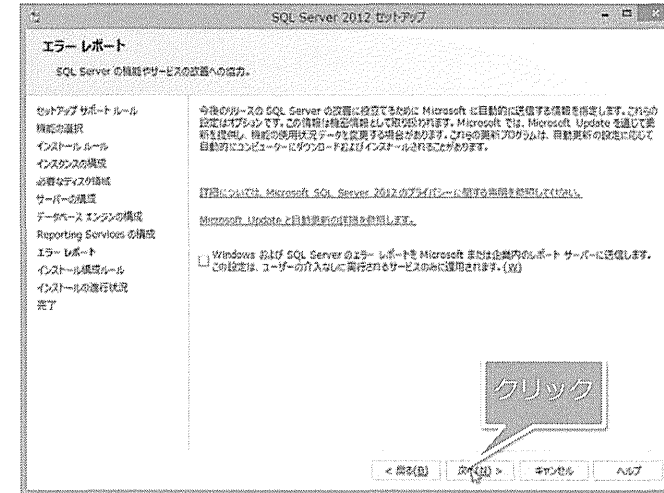 SQL Server 2012 セットアップ
エラー レポート
SQL Server の機能やサービスの改善への協力。
セットアップ サポート ルール
機能の選択
インストール ルール
インスタンスの構成
必要なディスク領域
サーバーの構成
データベース エンジンの構成
Reporting Services の構成
エラー レポート
インストール構成ルール
インストールの進行状況
完了
今後のリリースの SQL Server の改善に役立てるために Microsoft に自動的に送信する情報を指定します。これらの
設定はオプションです。この情報は機密情報として取り扱われます。Microsoft では、Microsoft Update を通じて更
新を提供し、機能の使用状況データを変更する場合があります。これらの更新プログラムは、自動更新の設定に応じて
自動的にコンピューターにダウンロードおよびインストールされることがあります。
詳細については、Microsoft SQL Server 2012 のプライバシーに関する声明を参照してください。
Microsoft Update と自動更新の詳細を参照します。
Windows および SQL Server のエラー レポートを Microsoft または企業内のレポート サーバーに送信します。
この設定は、ユーザーの介入なしに実行されるサービスのみに適用されます。(W)
クリック
< 戻る(B)
次へ(N) >
キャンセル
ヘルプ